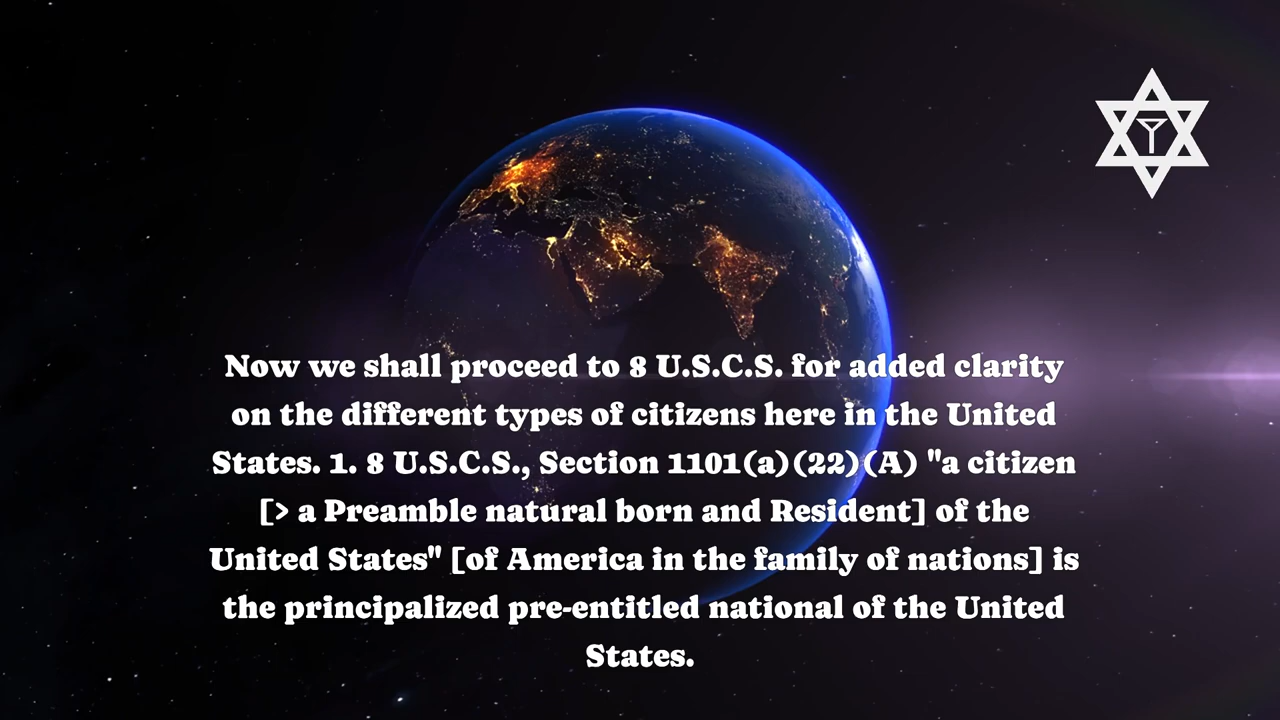 Now we shall proceed to 8 U.S.C.S. for added clarity
on the different types of citizens here in the United
States. 1. 8 U.S.C.S., Section 1101(a)(22)(A) "a citizen
[> a Preamble natural born and Resident] of the
United States" [of America in the family of nations] is
the principalized pre-entitled national of the United
States.